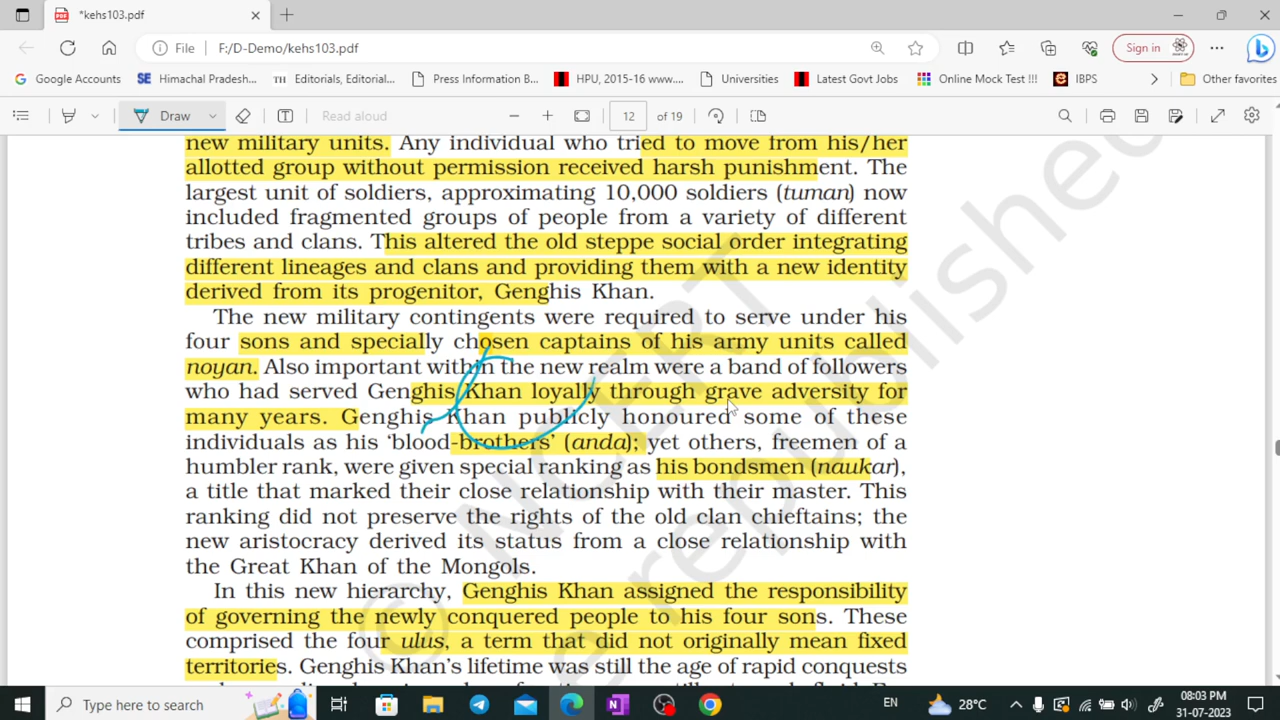 *kehs103.pdf
File
F:/D-Demo/kehs103.pdf
Sign in
Google Accounts
SE Himachal Pradesh...
TH Editorials, Editorial...
Press Information B...
HPU, 2015-16 www....
Universities
Latest Govt Jobs
Online Mock Test !!!
IBPS
Other favorites
Draw
Read aloud
12 of 19
new military units. Any individual who tried to move from his/her
allotted group without permission received harsh punishment. The
largest unit of soldiers, approximating 10,000 soldiers (tuman) now
included fragmented groups of people from a variety of different
tribes and clans. This altered the old steppe social order integrating
different lineages and clans and providing them with a new identity
derived from its progenitor, Genghis Khan.
The new military contingents were required to serve under his
four sons and specially chosen captains of his army units called
noyan. Also important within the new realm were a band of followers
who had served Genghis Khan loyally through grave adversity for
many years. Genghis Khan publicly honoured some of these
individuals as his ‘blood-brothers’ (anda); yet others, freemen of a
humbler rank, were given special ranking as his bondsmen (naukar),
a title that marked their close relationship with their master. This
ranking did not preserve the rights of the old clan chieftains; the
new aristocracy derived its status from a close relationship with
the Great Khan of the Mongols.
In this new hierarchy, Genghis Khan assigned the responsibility
of governing the newly conquered people to his four sons. These
comprised the four ulus, a term that did not originally mean fixed
territories. Genghis Khan’s lifetime was still the age of rapid conquests
© NCERT
be republished
Type here to search
28°C
EN
08:03 PM
31-07-2023